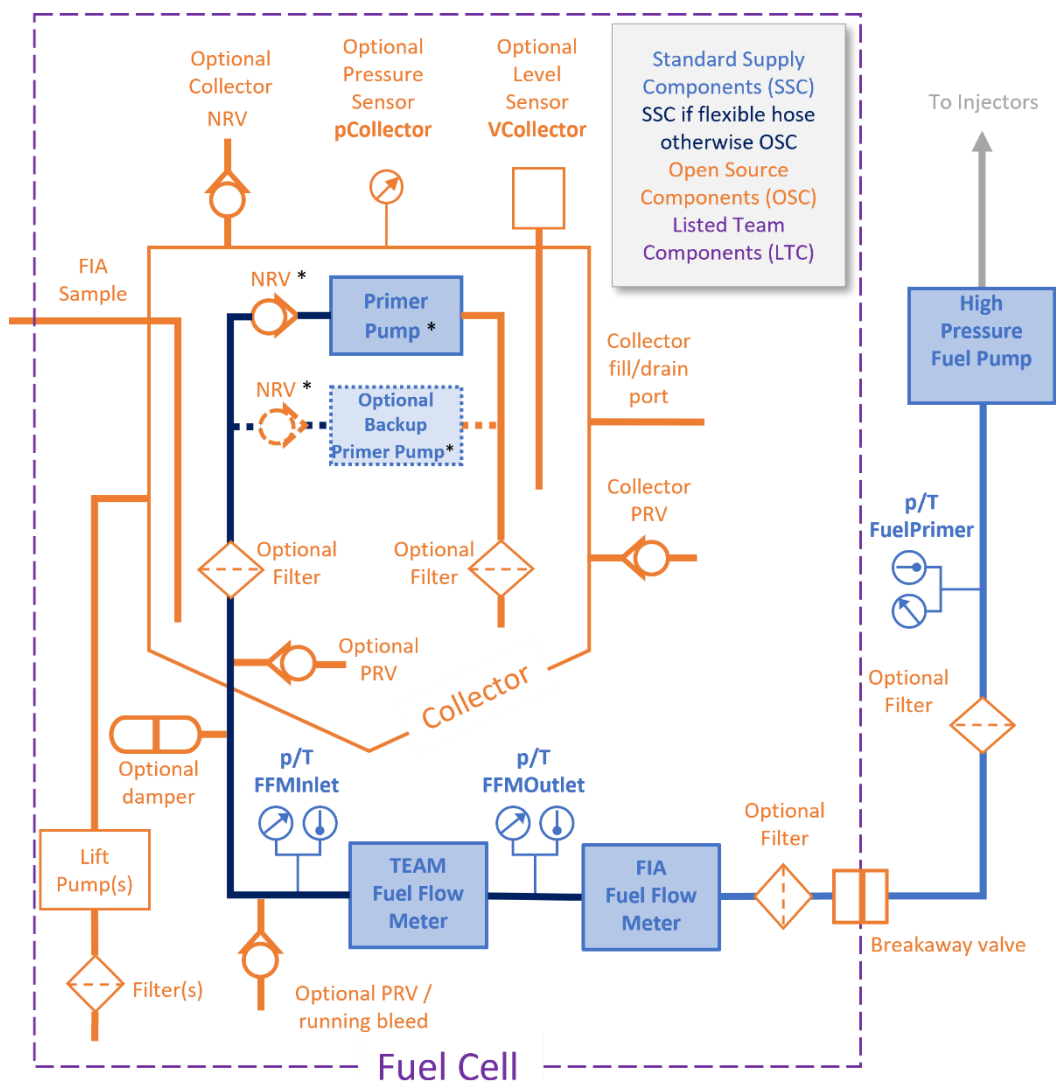 Optional
Collector
NRV
Optional
Pressure
Sensor
pCollector
Optional
Level
Sensor
VCollector
Standard Supply
Components (SSC)
SSC if flexible hose
otherwise OSC
Open Source
Components (OSC)
Listed Team
Components (LTC)
To Injectors
FIA
Sample
NRV *
Primer
Pump *
NRV *
Optional
Backup
Primer Pump*
Collector
fill/drain
port
High
Pressure
Fuel Pump
Collector
PRV
p/T
FuelPrimer
Optional
Filter
Optional
Filter
Optional
PRV
Collector
Optional
Filter
Optional
damper
p/T
FFMInlet
p/T
FFMOutlet
Optional
Filter
Lift
Pump(s)
TEAM
Fuel Flow
Meter
FIA
Fuel Flow
Meter
Breakaway valve
Filter(s)
Optional PRV /
running bleed
Fuel Cell